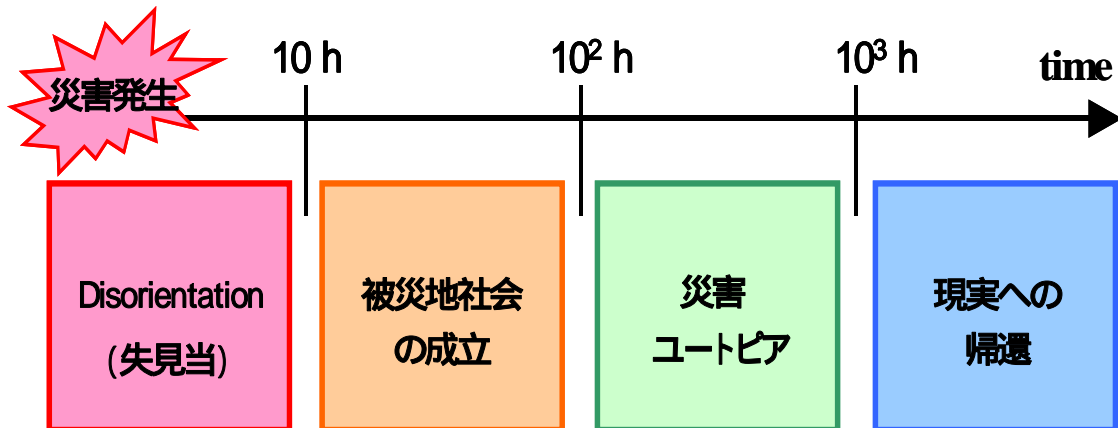 災害発生
10 h
10² h
10³ h
time
Disorientation
(失見当)
被災地社会
の成立
災害
ユートピア
現実への
帰還